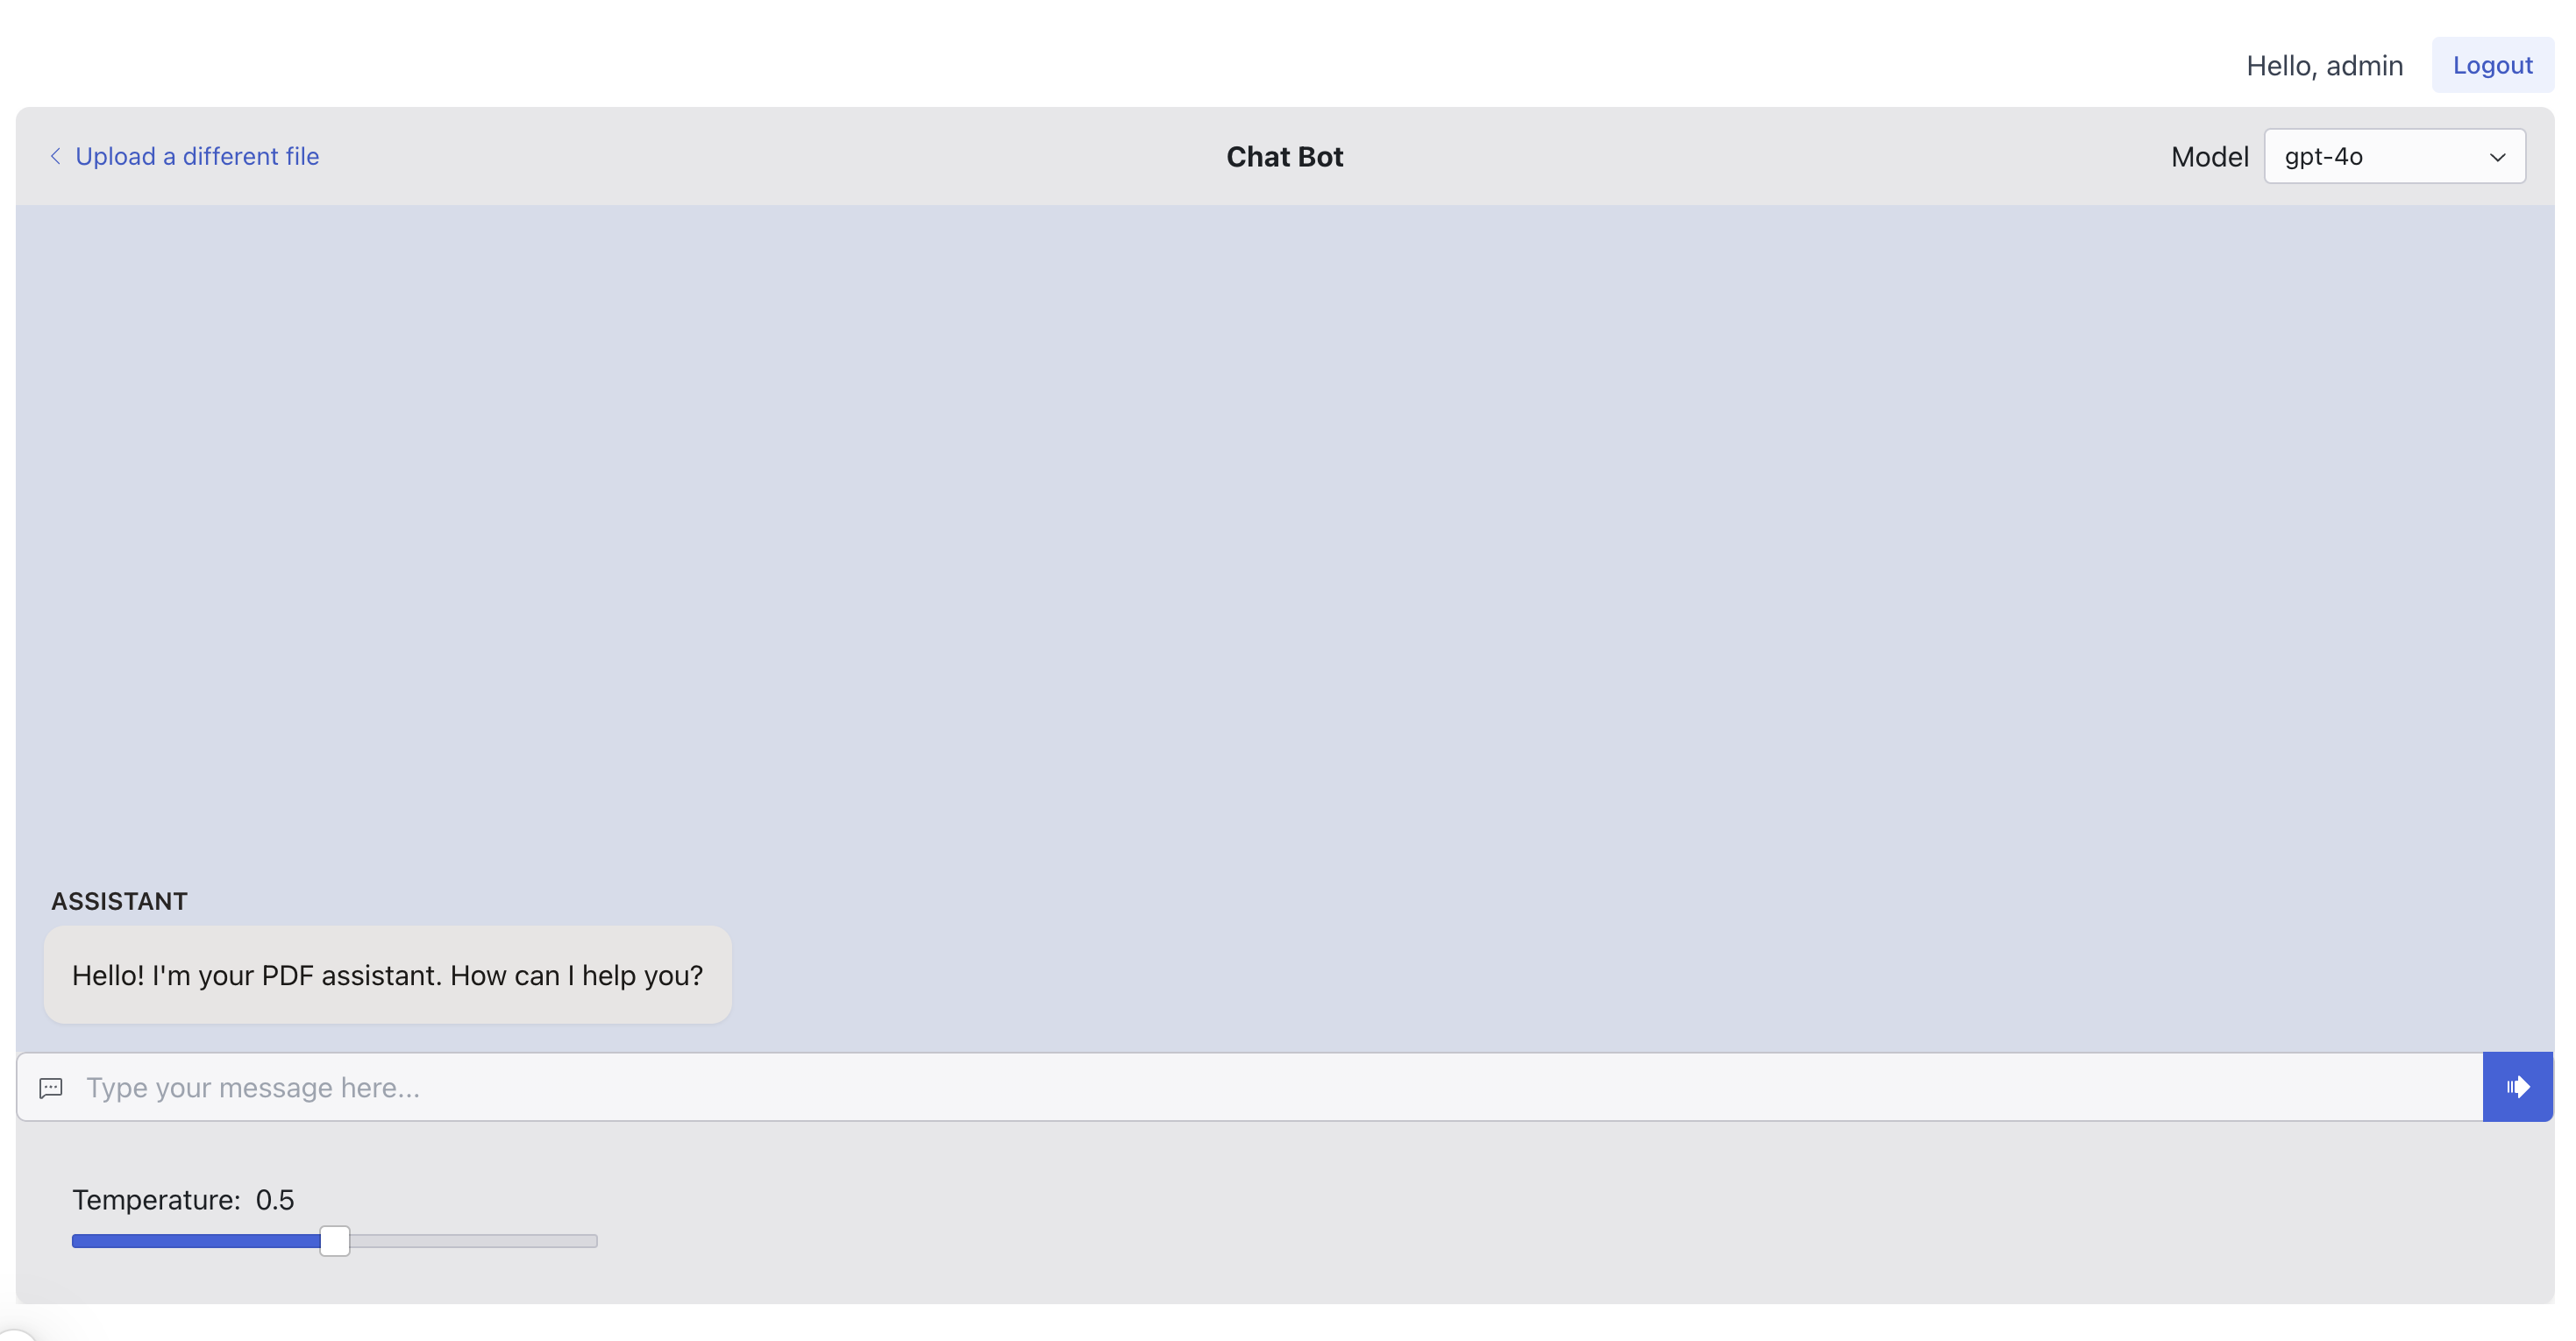 Hello, admin
Logout
Upload a different file
Chat Bot
Model
gpt-4o
ASSISTANT
Hello! I'm your PDF assistant. How can I help you?
Type your message here...
Temperature: 0.5